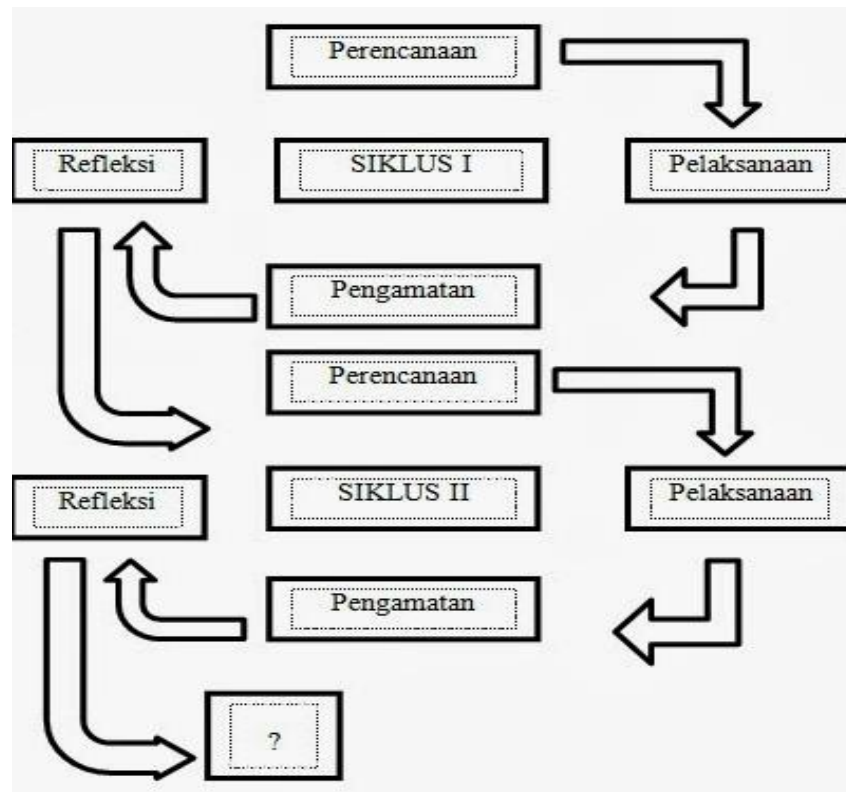 Perencanaan
Refleksi
SIKLUS I
Pelaksanaan
Pengamatan
Perencanaan
Refleksi
SIKLUS II
Pelaksanaan
Pengamatan
?